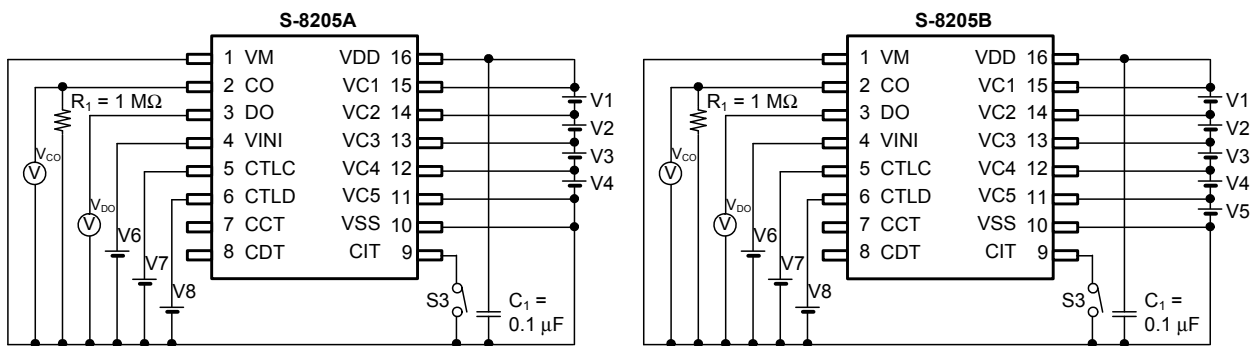 S-8205A
1 VM
2 CO
3 DO
4 VINI
5 CTLC
6 CTLD
7 CCT
8 CDT
VDD 16
VC1 15
VC2 14
VC3 13
VC4 12
VC5 11
VSS 10
CIT 9
R1 = 1 MΩ
VCO
V
VDO
V
V6
V7
V8
V1
V2
V3
V4
S3
C1 =
0.1 μF
S-8205B
1 VM
2 CO
3 DO
4 VINI
5 CTLC
6 CTLD
7 CCT
8 CDT
VDD 16
VC1 15
VC2 14
VC3 13
VC4 12
VC5 11
VSS 10
CIT 9
R1 = 1 MΩ
VCO
V
VDO
V
V6
V7
V8
V1
V2
V3
V4
V5
S3
C1 =
0.1 μF